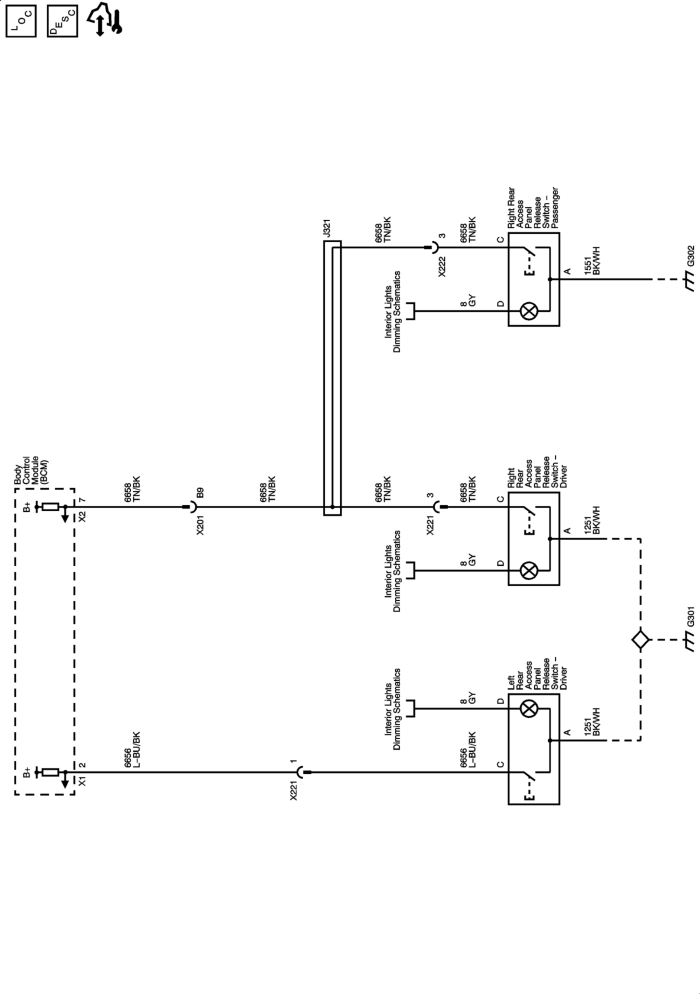 LOC
DESC
Body
Control
Module
(BCM)
B+
2
X1
B+
7
X2
6656
L-BU/BK
6658
TN/BK
B9
X201
6658
TN/BK
1
X221
J321
Interior Lights
Dimming Schematics
Interior Lights
Dimming Schematics
6658
TN/BK
Interior Lights
Dimming Schematics
6658
TN/BK
3
X221
3
X222
6656
L-BU/BK
8
GY
8
GY
6658
TN/BK
8
GY
6658
TN/BK
C
D
D
C
D
C
Left
Rear
Access
Panel
Release
Switch –
Driver
Right
Rear
Access
Panel
Release
Switch –
Driver
Right Rear
Access
Panel
Release
Switch –
Passenger
A
A
A
1251
BK/WH
1251
BK/WH
1551
BK/WH
G301
G302